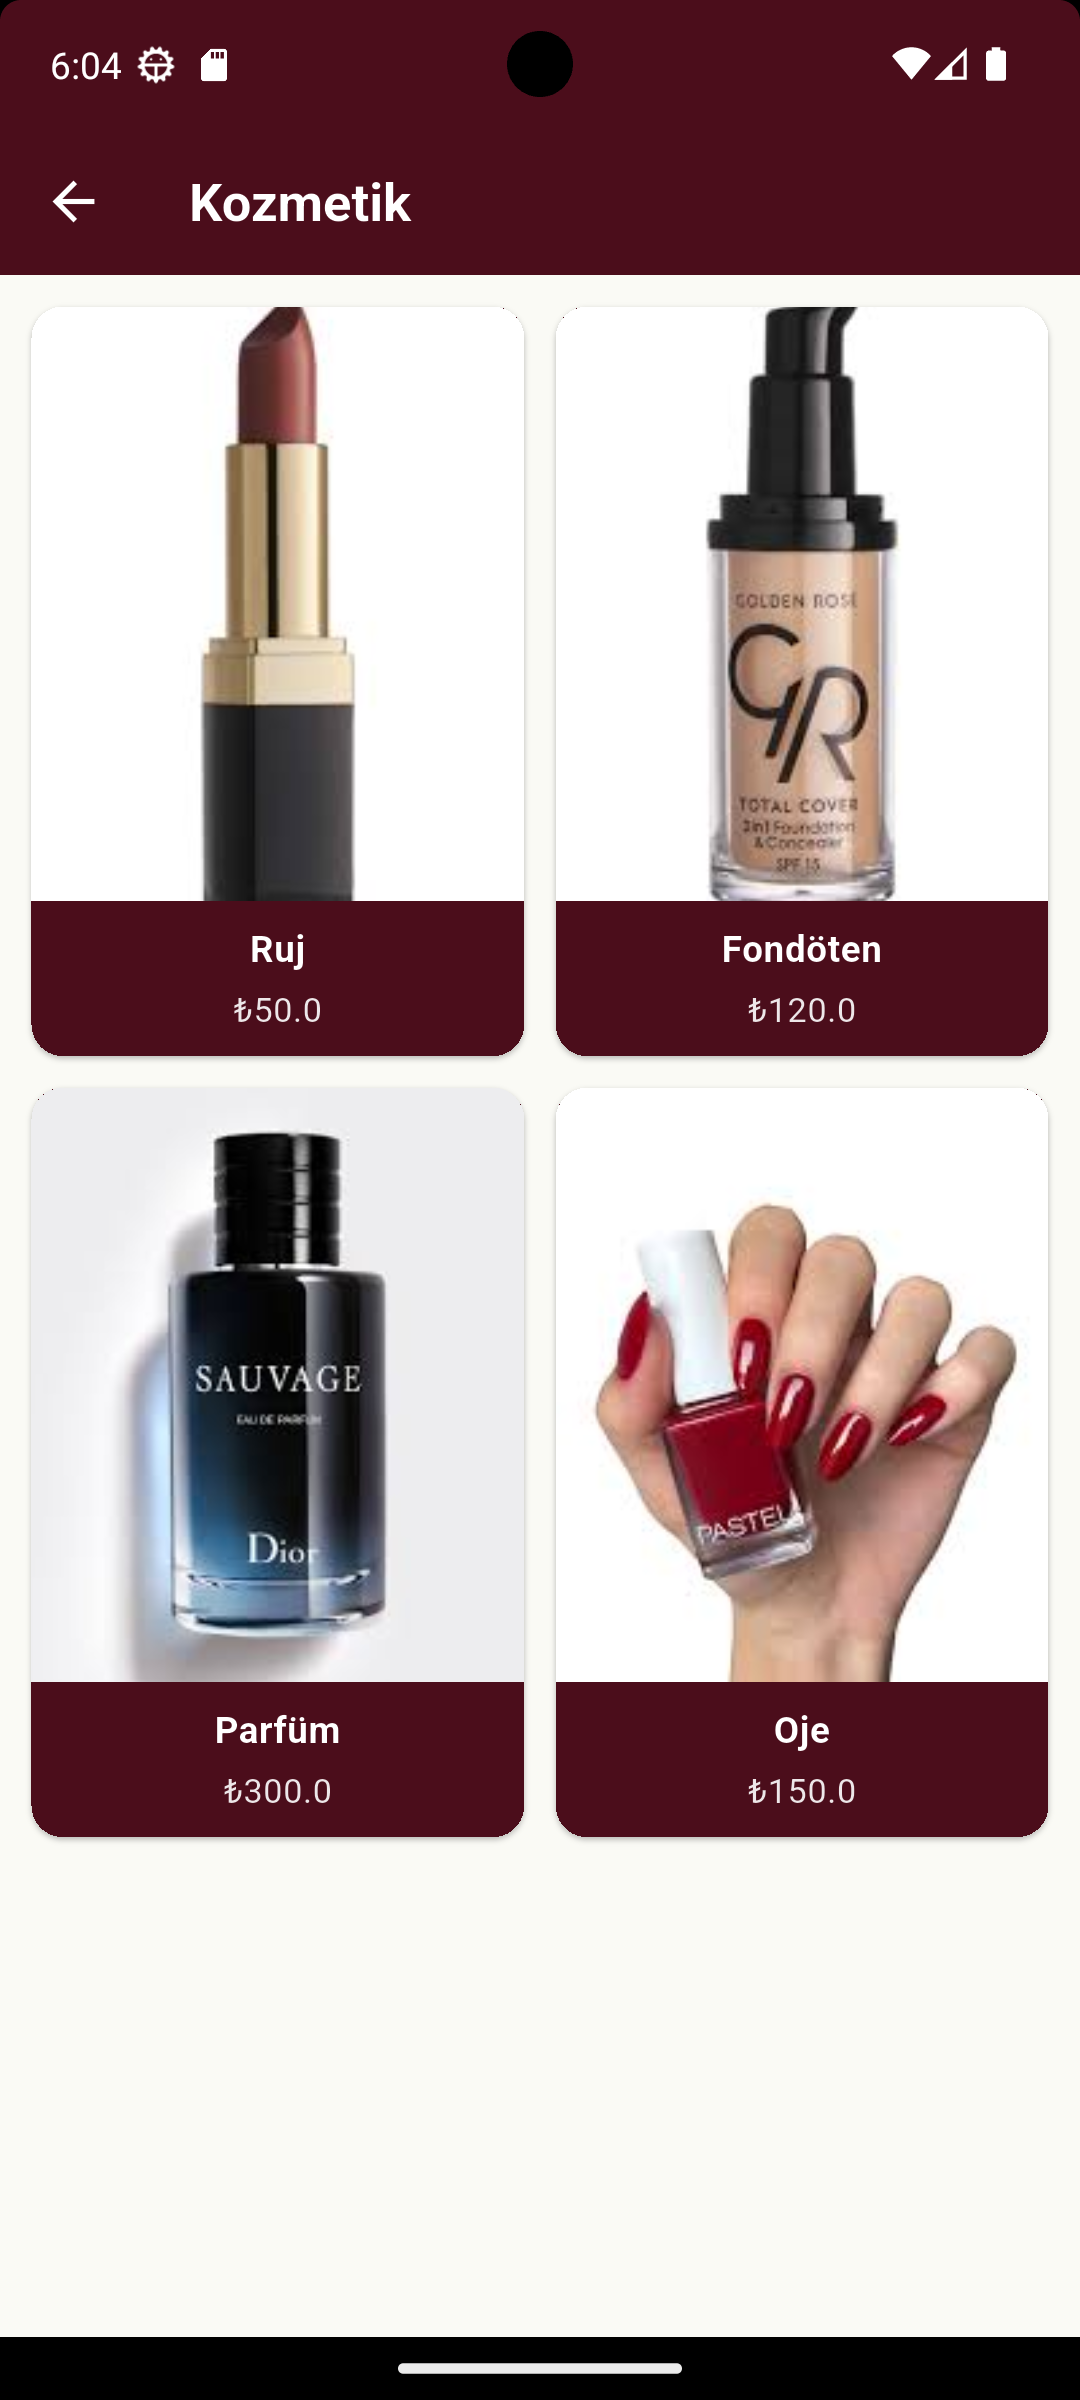 6:04
Kozmetik
GOLDEN ROSE
GR
TOTAL COVER
2in1 Foundation
&Concealer
SPF 15
Ruj
₺50.0
Fondöten
₺120.0
SAUVAGE
EAU DE PARFUM
Dior
PASTEL
Parfüm
₺300.0
Oje
₺150.0